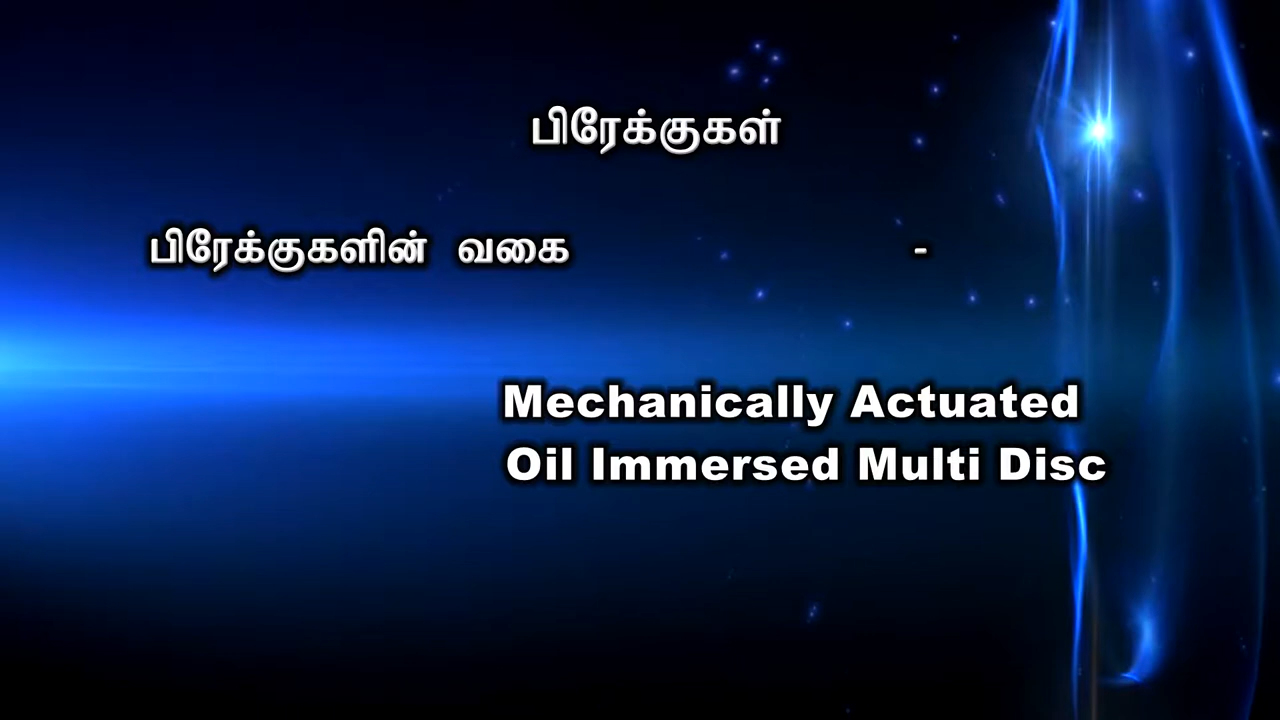 பிரேக்குகள்
பிரேக்குகளின் வகை -
Mechanically Actuated
Oil Immersed Multi Disc